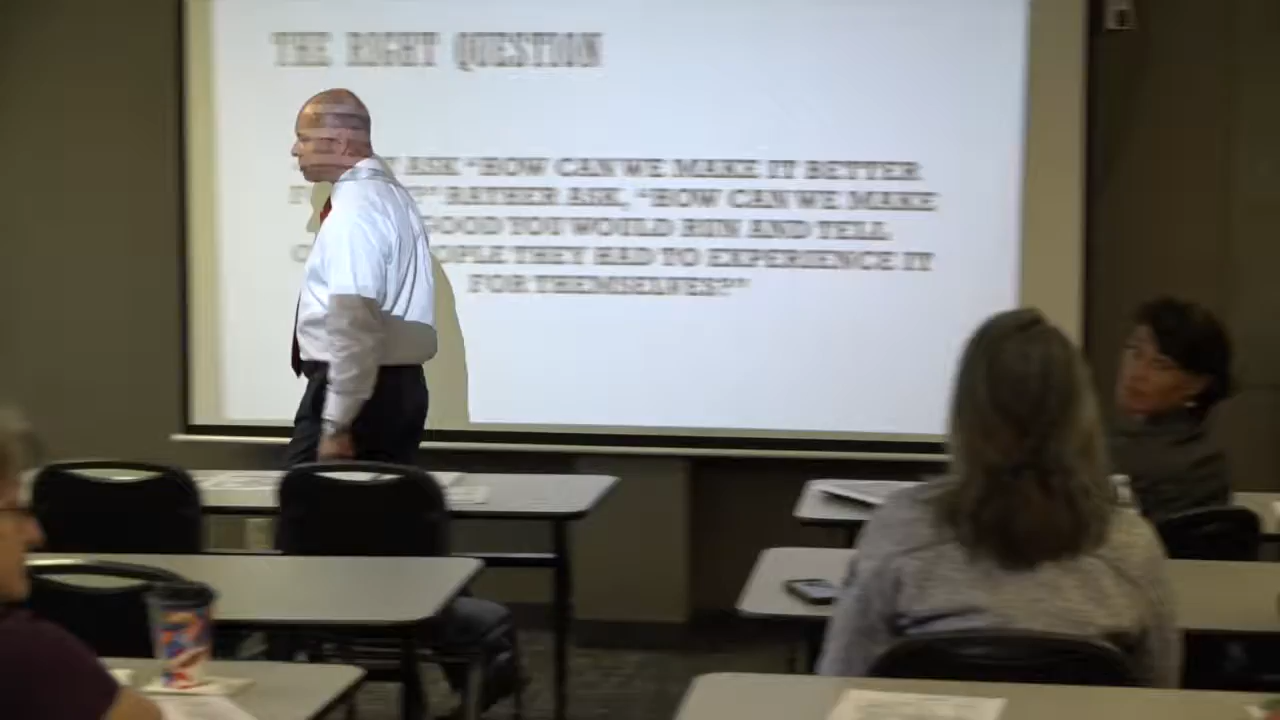 THE RIGHT QUESTION
ASK "HOW CAN WE MAKE IT BETTER
RATHER ASK, "HOW CAN WE MAKE
GOOD YOU WOULD RUN AND TELL
THEY HAD TO EXPERIENCE IT
FOR THEMSELVES?"